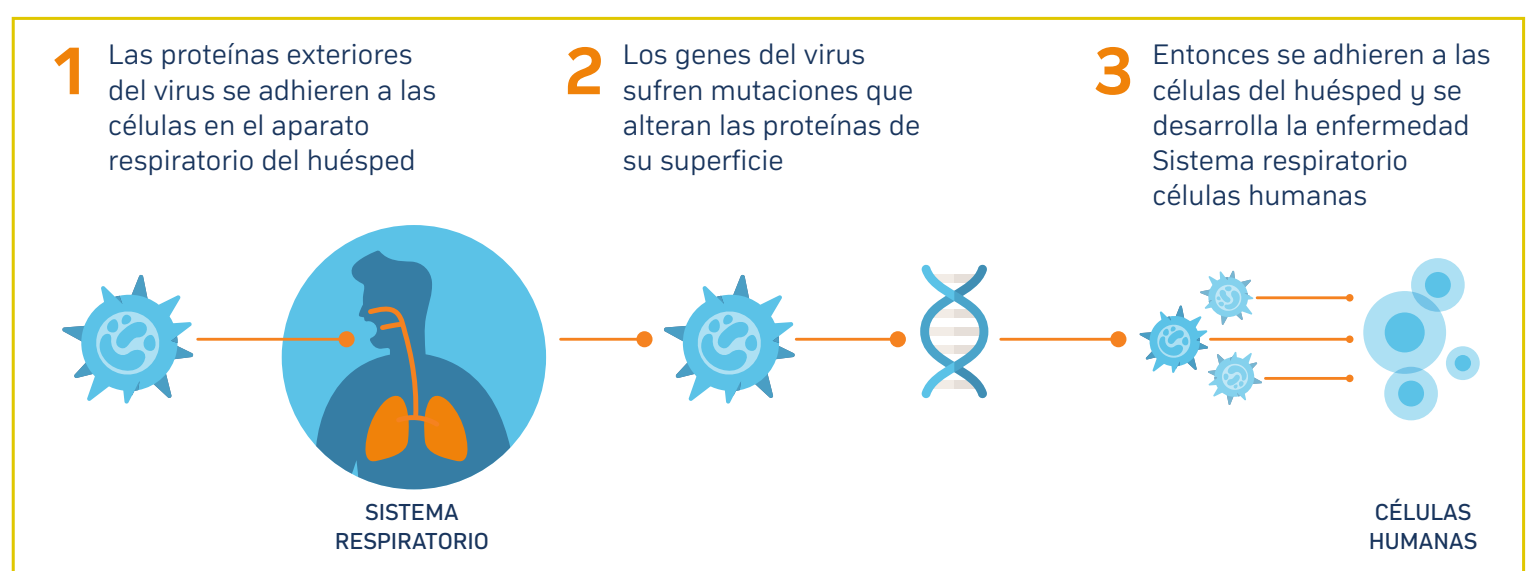 1
Las proteínas exteriores
del virus se adhieren a las
células en el aparato
respiratorio del huésped
2
Los genes del virus
sufren mutaciones que
alteran las proteínas de
su superficie
3
Entonces se adhieren a las
células del huésped y se
desarrolla la enfermedad
Sistema respiratorio
células humanas
SISTEMA
RESPIRATORIO
CÉLULAS
HUMANAS